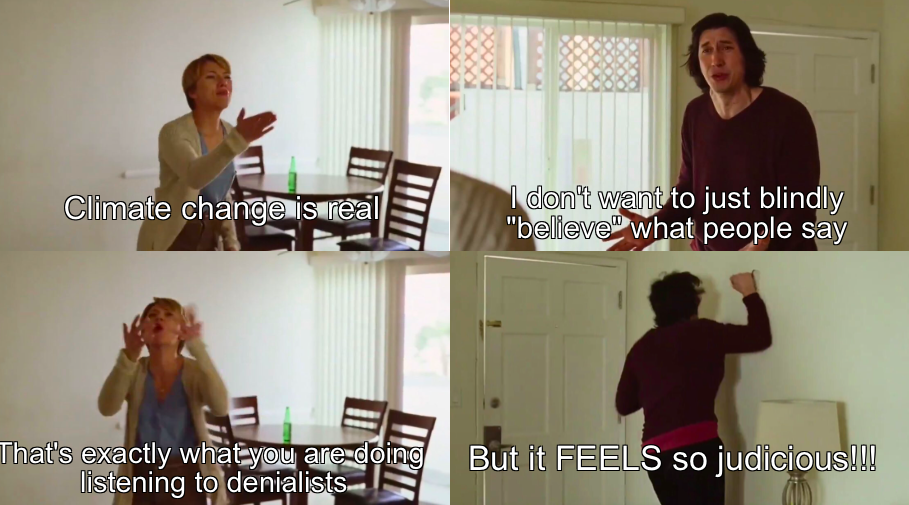 Climate change is real
I don't want to just blindly
"believe" what people say
That's exactly what you are doing
listening to denialists
But it FEELS so judicious!!!